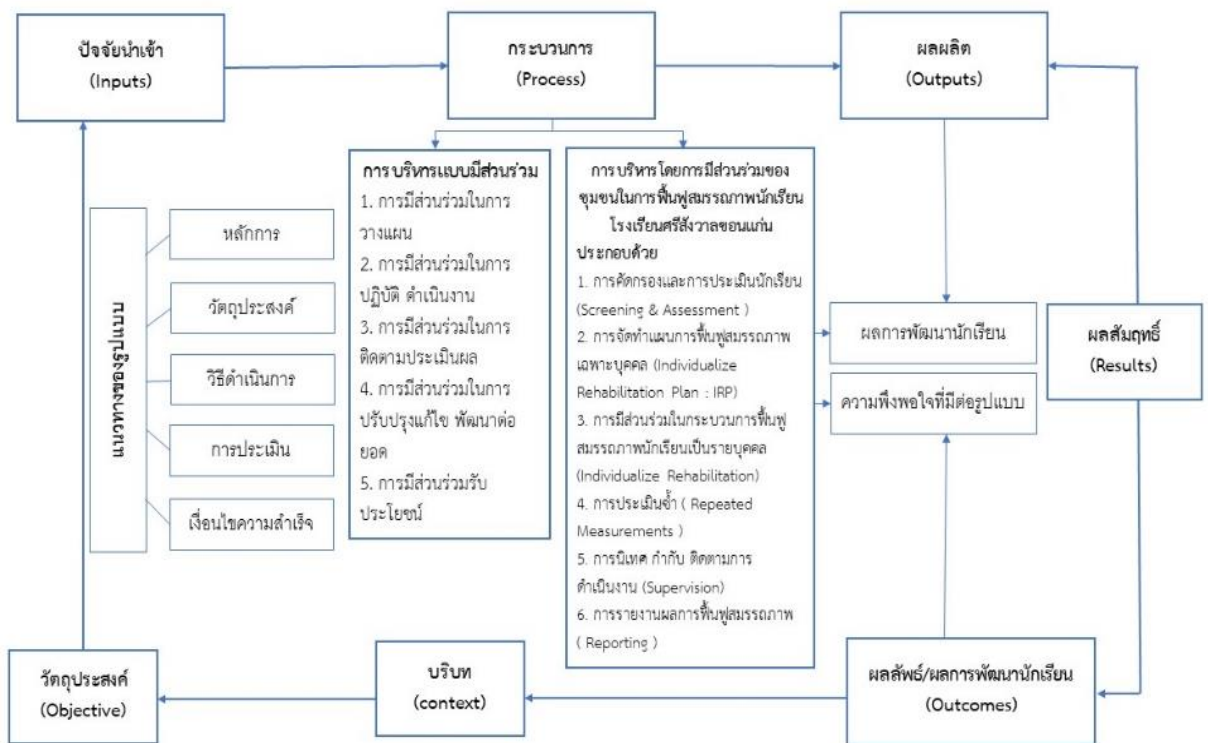 ปัจจัยนำเข้า
(Inputs)
กระบวนการ
(Process)
ผลผลิต
(Outputs)
แนวทางของรูปแบบ
หลักการ
วัตถุประสงค์
วิธีดำเนินการ
การประเมิน
เงื่อนไขความสำเร็จ
การบริหารแบบมีส่วนร่วม
1. การมีส่วนร่วมในการ
วางแผน
2. การมีส่วนร่วมในการ
ปฏิบัติ ดำเนินงาน
3. การมีส่วนร่วมในการ
ติดตามประเมินผล
4. การมีส่วนร่วมในการ
ปรับปรุงแก้ไข พัฒนาต่อ
ยอด
5. การมีส่วนร่วมรับ
ประโยชน์
การบริหารโดยการมีส่วนร่วมของ
ชุมชนในการฟื้นฟูสมรรถภาพนักเรียน
โรงเรียนศรีสังวาลขอนแก่น
ประกอบด้วย
1. การคัดกรองและการประเมินนักเรียน
(Screening & Assessment )
2. การจัดทำแผนการฟื้นฟูสมรรถภาพ
เฉพาะบุคคล (Individualize
Rehabilitation Plan : IRP)
3. การมีส่วนร่วมในกระบวนการฟื้นฟู
สมรรถภาพนักเรียนเป็นรายบุคคล
(Individualize Rehabilitation)
4. การประเมินซ้ำ ( Repeated
Measurements )
5. การนิเทศ กำกับ ติดตามการ
ดำเนินงาน (Supervision)
6. การรายงานผลการฟื้นฟูสมรรถภาพ
( Reporting )
ผลการพัฒนานักเรียน
ความพึงพอใจที่มีต่อรูปแบบ
ผลสัมฤทธิ์
(Results)
วัตถุประสงค์
(Objective)
บริบท
(context)
ผลลัพธ์/ผลการพัฒนานักเรียน
(Outcomes)